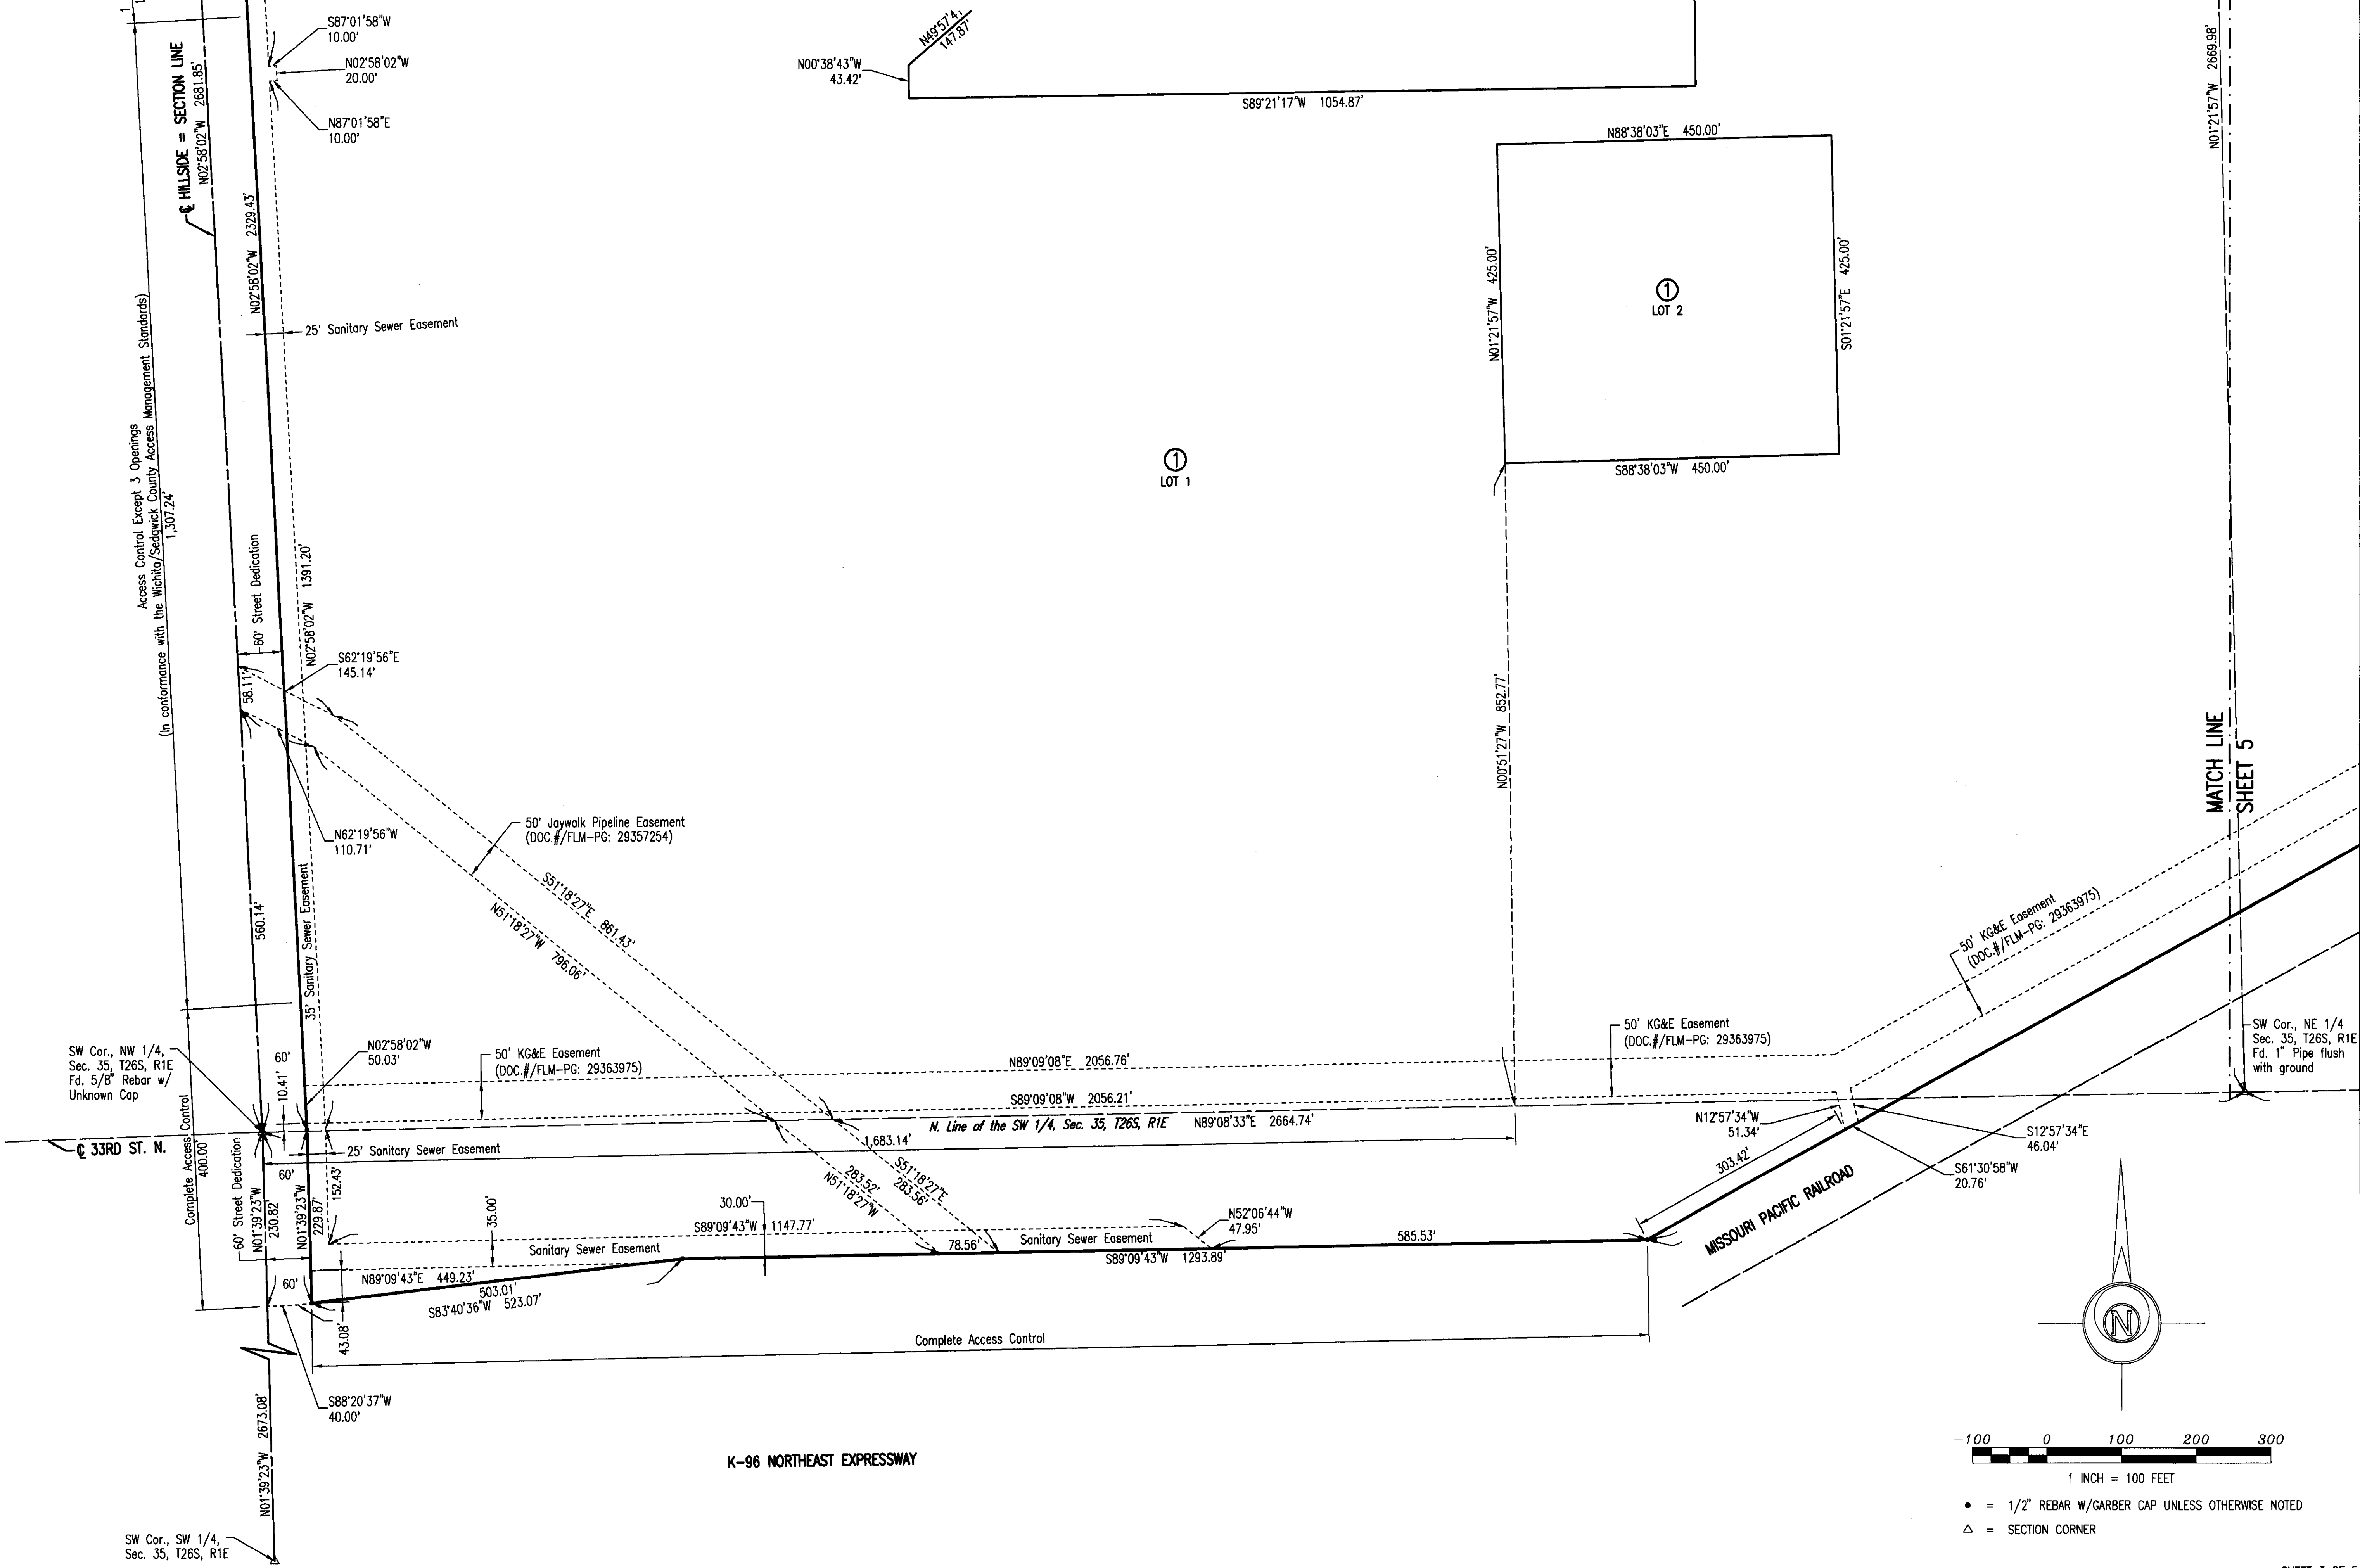 S87°01'58"W
10.00'
N02°58'02"W
20.00'
N87°01'58"E
10.00'
℄ HILLSIDE = SECTION LINE
N02°58'02"W 2681.85'
N02°58'02"W 2329.43'
25' Sanitary Sewer Easement
Access Control Except 3 Openings
(In conformance with the Wichita/Sedgwick County Access Management Standards)
1,307.24'
N49°57'4
147.87'
N00°38'43"W
43.42'
S89°21'17"W 1054.87'
N88°38'03"E 450.00'
N01°21'57"W 425.00'
S01°21'57"E 425.00'
S88°38'03"W 450.00'
1
LOT 2
1
LOT 1
N01°21'57"W 2669.98'
60' Street Dedication
N02°58'02"W 1391.20'
S62°19'56"E
145.14'
58.11'
N62°19'56"W
110.71'
50' Jaywalk Pipeline Easement
(DOC.#/FLM-PG: 29357254)
S51°18'27"E 861.43'
N51°18'27"W 796.06'
N00°51'27"W 852.77'
MATCH LINE
SHEET 5
560.14'
35' Sanitary Sewer Easement
50' KG&E Easement
(DOC.#/FLM-PG: 29363975)
SW Cor., NW 1/4,
Sec. 35, T26S, R1E
Fd. 5/8" Rebar w/
Unknown Cap
60'
10.41'
N02°58'02"W
50.03'
50' KG&E Easement
(DOC.#/FLM-PG: 29363975)
50' KG&E Easement
(DOC.#/FLM-PG: 29363975)
SW Cor., NE 1/4
Sec. 35, T26S, R1E
Fd. 1" Pipe flush
with ground
N89°09'08"E 2056.76'
S89°09'08"W 2056.21'
N. Line of the SW 1/4, Sec. 35, T26S, R1E N89°08'33"E 2664.74'
1,683.14'
N12°57'34"W
51.34'
S12°57'34"E
46.04'
S61°30'58"W
20.76'
303.42'
MISSOURI PACIFIC RAILROAD
℄ 33RD ST. N.
25' Sanitary Sewer Easement
60'
Complete Access Control
400.00'
60' Street Dedication
N01°39'23"W
230.82'
N01°39'23"W
229.87'
152.43'
35.00'
30.00'
S89°09'43"W 1147.77'
283.52'
N51°18'27"W
S51°18'27"E
283.56'
N52°06'44"W
47.95'
Sanitary Sewer Easement
78.56'
Sanitary Sewer Easement
585.53'
S89°09'43"W 1293.89'
N89°09'43"E 449.23'
503.01'
S83°40'36"W 523.07'
60'
43.08'
Complete Access Control
S88°20'37"W
40.00'
N01°39'23"W 2673.08'
K-96 NORTHEAST EXPRESSWAY
SW Cor., SW 1/4,
Sec. 35, T26S, R1E
N
-100 0 100 200 300
1 INCH = 100 FEET
● = 1/2" REBAR W/GARBER CAP UNLESS OTHERWISE NOTED
△ = SECTION CORNER